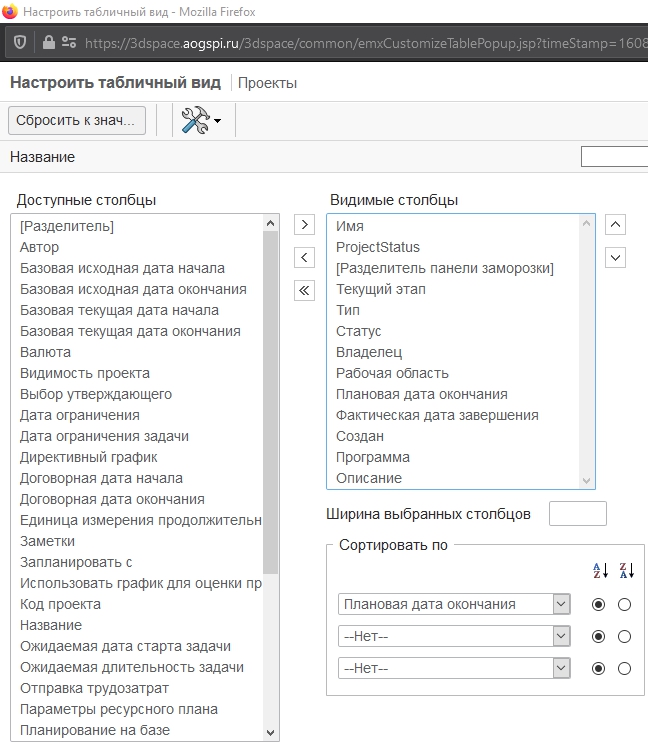 Настроить табличный вид - Mozilla Firefox
https://3dspace.aogspi.ru/3dspace/common/emxCustomizeTablePopup.jsp?timeStamp=1608
Настроить табличный вид
Проекты
Сбросить к знач...
Название
Доступные столбцы
[Разделитель]
Автор
Базовая исходная дата начала
Базовая исходная дата окончания
Базовая текущая дата начала
Базовая текущая дата окончания
Валюта
Видимость проекта
Выбор утверждающего
Дата ограничения
Дата ограничения задачи
Директивный график
Договорная дата начала
Договорная дата окончания
Единица измерения продолжительн
Заметки
Запланировать с
Использовать график для оценки пр
Код проекта
Название
Ожидаемая дата старта задачи
Ожидаемая длительность задачи
Отправка трудозатрат
Параметры ресурсного плана
Планирование на базе
Видимые столбцы
Имя
ProjectStatus
[Разделитель панели заморозки]
Текущий этап
Тип
Статус
Владелец
Рабочая область
Плановая дата окончания
Фактическая дата завершения
Создан
Программа
Описание
Ширина выбранных столбцов
Сортировать по
A Z
Z A
Плановая дата окончания
--Нет--
--Нет--